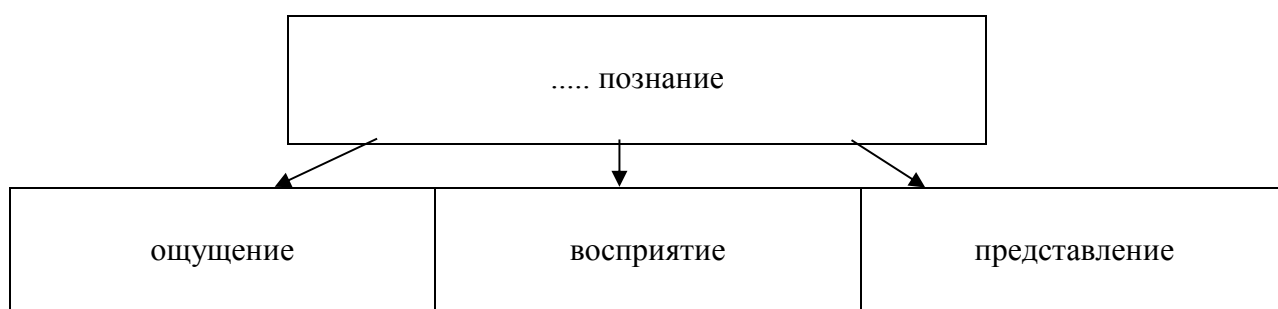 ..... познание
ощущение восприятие представление